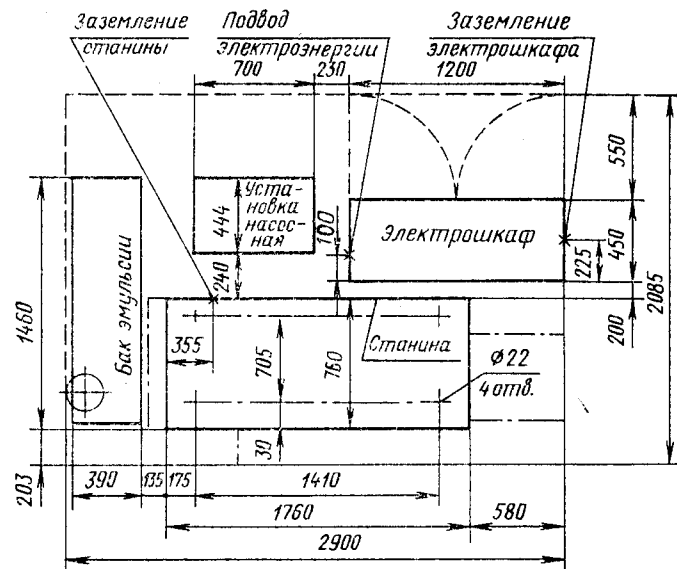 Заземление
станины
Подвод
электроэнергии
Заземление
электрошкафа
700
230
1200
550
Уста-
новка
насос-
ная
444
100
Электрошкаф
450
225
240
1460
Бак эмульсии
2085
200
355
705
760
Станина
Ø22
4 отв.
30
203
390
135
175
1410
1760
580
2900